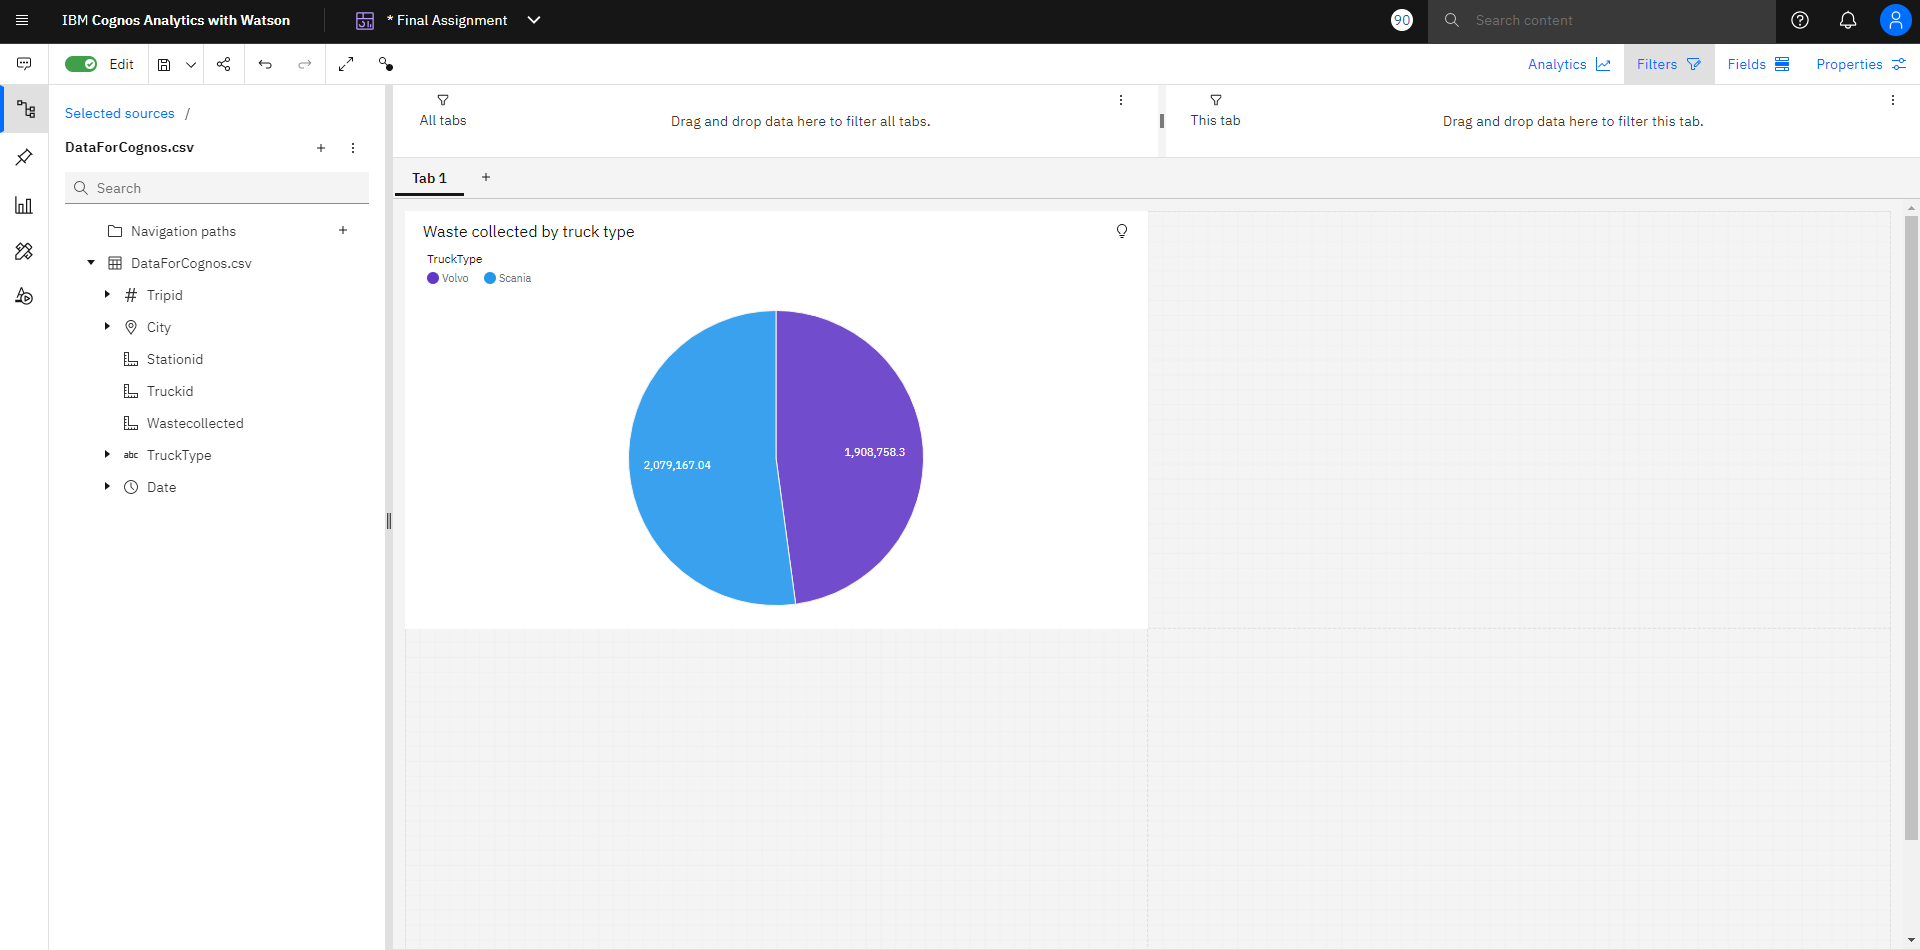 IBM Cognos Analytics with Watson
* Final Assignment
90
Search content
Edit
Analytics
Filters
Fields
Properties
Selected sources /
DataForCognos.csv
Search
Navigation paths
DataForCognos.csv
Tripid
City
Stationid
Truckid
Wastecollected
abc TruckType
Date
All tabs
Drag and drop data here to filter all tabs.
This tab
Drag and drop data here to filter this tab.
Tab 1
Waste collected by truck type
TruckType
Volvo Scania
2,079,167.04
1,908,758.3